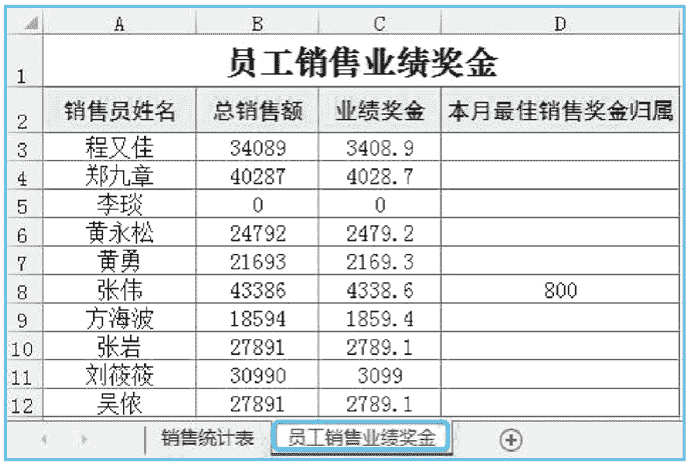 A B C D
1 员工销售业绩奖金
2 销售员姓名 总销售额 业绩奖金 本月最佳销售奖金归属
3 程又佳 34089 3408.9
4 郑九章 40287 4028.7
5 李琰 0 0
6 黄永松 24792 2479.2
7 黄勇 21693 2169.3
8 张伟 43386 4338.6 800
9 方海波 18594 1859.4
10 张岩 27891 2789.1
11 刘筱筱 30990 3099
12 吴侬 27891 2789.1
销售统计表 员工销售业绩奖金